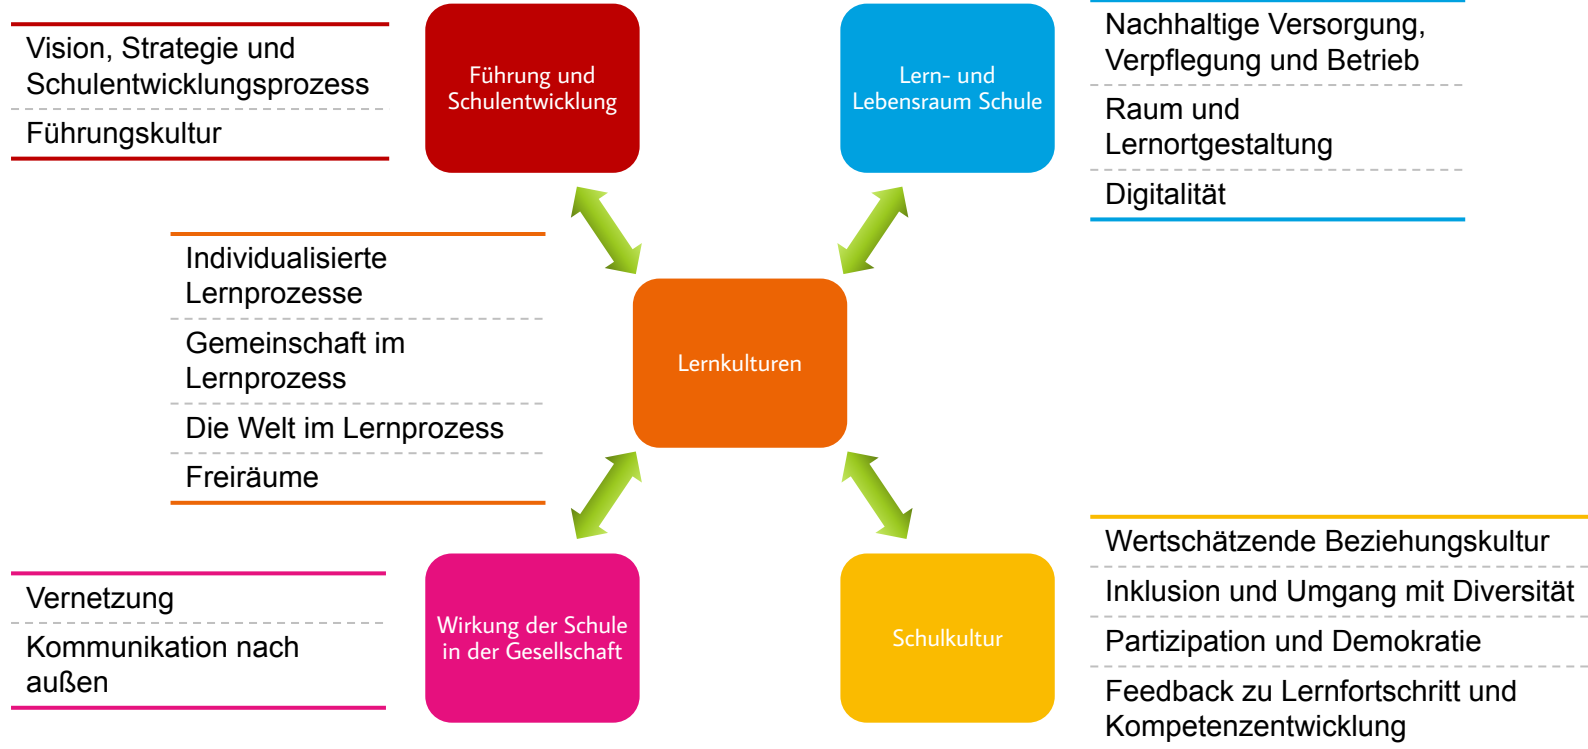 Vision, Strategie und
Schulentwicklungsprozess
Führungskultur
Führung und
Schulentwicklung
Lern- und
Lebensraum Schule
Nachhaltige Versorgung,
Verpflegung und Betrieb
Raum und
Lernortgestaltung
Digitalität
Individualisierte
Lernprozesse
Gemeinschaft im
Lernprozess
Die Welt im Lernprozess
Freiräume
Lernkulturen
Vernetzung
Kommunikation nach
außen
Wirkung der Schule
in der Gesellschaft
Schulkultur
Wertschätzende Beziehungskultur
Inklusion und Umgang mit Diversität
Partizipation und Demokratie
Feedback zu Lernfortschritt und
Kompetenzentwicklung